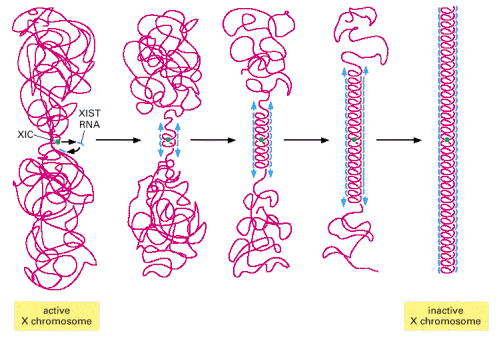 XIST
RNA
XIC
active
X chromosome
inactive
X chromosome